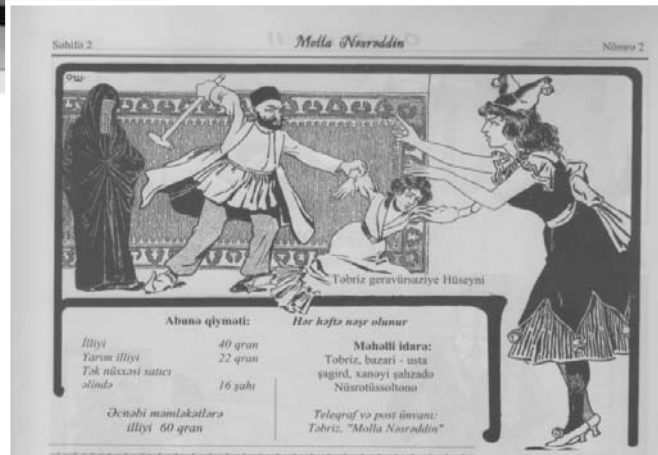 Səhifə 2
Molla Nəsrəddin
Nömrə 2
Təbriz geravürsaziye Hüseyni
Abunə qiyməti:
İlliyi 40 qran
Yarım illiyi 22 qran
Tək nüsxəsi satıcı
əlində 16 şahı
Əcnəbi məmləkətlərə
illiyi 60 qran
Hər həftə nəşr olunur
Məhəlli idarə:
Təbriz, bazari - usta
şagird, xanəyi şahzadə
Nüsrətüssoltənə
Teleqraf və post ünvanı:
Təbriz, "Molla Nəsrəddin"